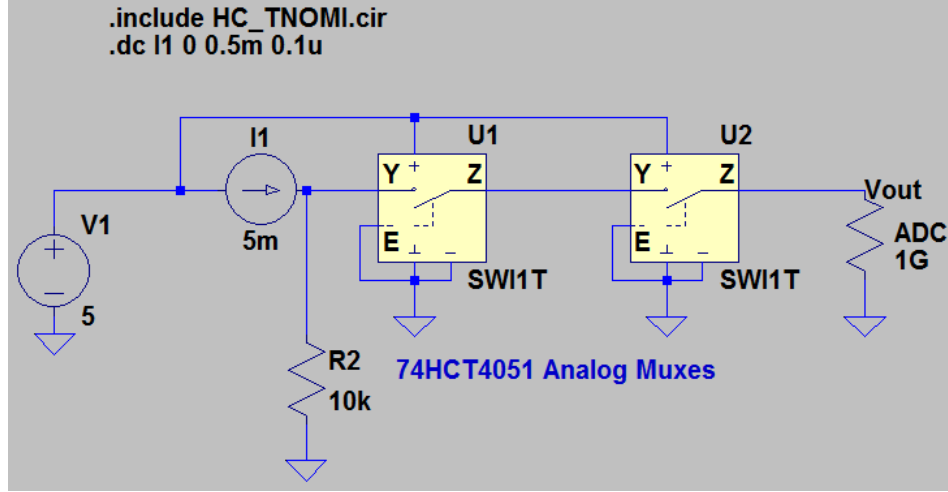 .include HC_TNOMI.cir
.dc I1 0 0.5m 0.1u
I1
U1
U2
Y + Z
Y + Z
Vout
V1
5m
E
E
ADC
1G
SWI1T
SWI1T
5
R2
74HCT4051 Analog Muxes
10k